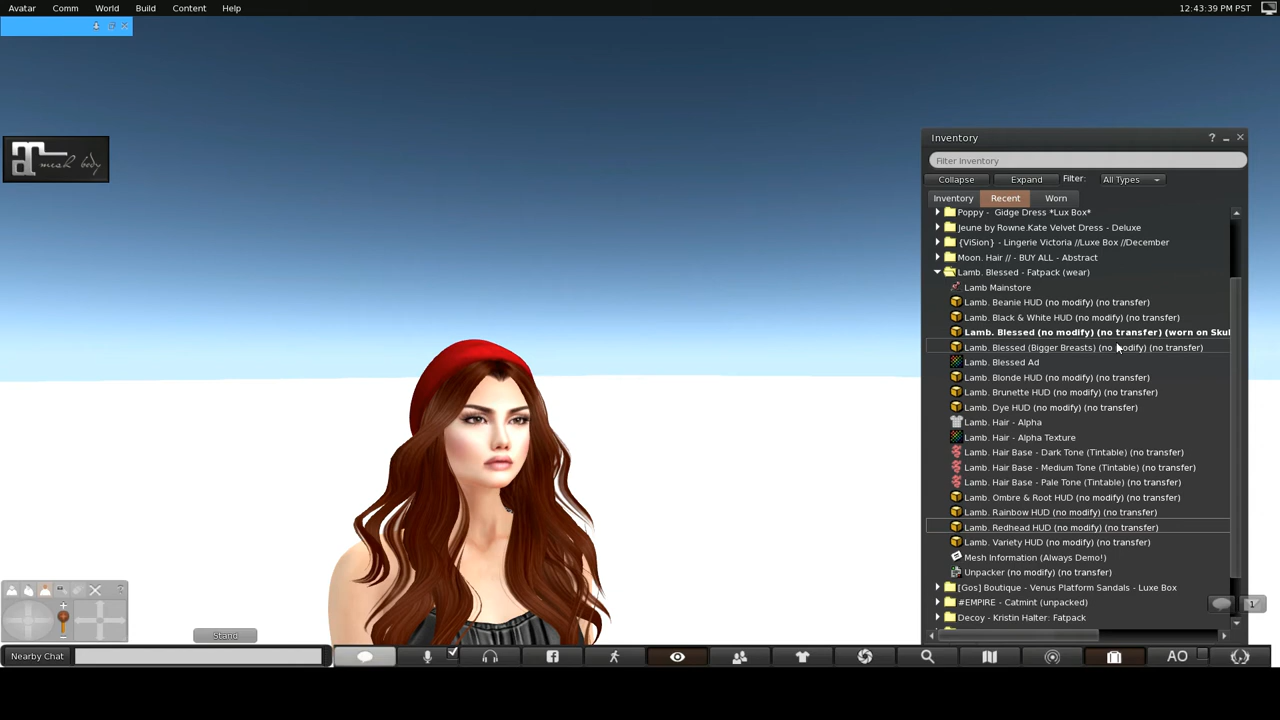 Avatar Comm World Build Content Help 12:43:39 PM PST
mesh body
Inventory ?
Filter Inventory
Collapse Expand Filter: All Types
Inventory Recent Worn
Poppy - Gidge Dress *Lux Box*
Jeune by Rowne.Kate Velvet Dress - Deluxe
{ViSion} - Lingerie Victoria //Luxe Box //December
Moon. Hair // - BUY ALL - Abstract
Lamb. Blessed - Fatpack (wear)
Lamb Mainstore
Lamb. Beanie HUD (no modify) (no transfer)
Lamb. Black & White HUD (no modify) (no transfer)
Lamb. Blessed (no modify) (no transfer) (worn on Skul
Lamb. Blessed (Bigger Breasts) (no modify) (no transfer)
Lamb. Blessed Ad
Lamb. Blonde HUD (no modify) (no transfer)
Lamb. Brunette HUD (no modify) (no transfer)
Lamb. Dye HUD (no modify) (no transfer)
Lamb. Hair - Alpha
Lamb. Hair - Alpha Texture
Lamb. Hair Base - Dark Tone (Tintable) (no transfer)
Lamb. Hair Base - Medium Tone (Tintable) (no transfer)
Lamb. Hair Base - Pale Tone (Tintable) (no transfer)
Lamb. Ombre & Root HUD (no modify) (no transfer)
Lamb. Rainbow HUD (no modify) (no transfer)
Lamb. Redhead HUD (no modify) (no transfer)
Lamb. Variety HUD (no modify) (no transfer)
Mesh Information (Always Demo!)
Unpacker (no modify) (no transfer)
[Gos] Boutique - Venus Platform Sandals - Luxe Box
#EMPIRE - Catmint (unpacked)
Decoy - Kristin Halter: Fatpack
1
Stand
Nearby Chat
AO